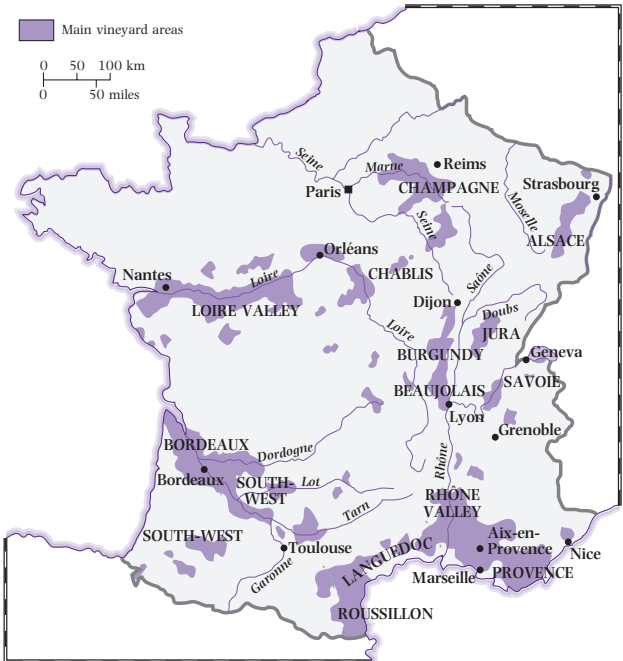 Main vineyard areas
0 50 100 km
0 50 miles
Seine
Marne
Reims
Paris
CHAMPAGNE
Strasbourg
Moselle
Seine
ALSACE
Orléans
Nantes
Loire
CHABLIS
Saône
LOIRE VALLEY
Dijon
Doubs
Loire
JURA
BURGUNDY
Geneva
BEAUJOLAIS
SAVOIE
Lyon
Grenoble
BORDEAUX
Dordogne
Rhône
Bordeaux
SOUTH-
WEST
Lot
RHÔNE
VALLEY
Tarn
SOUTH-WEST
Toulouse
Aix-en-
Provence
Nice
LANGUEDOC
Garonne
Marseille
PROVENCE
ROUSSILLON